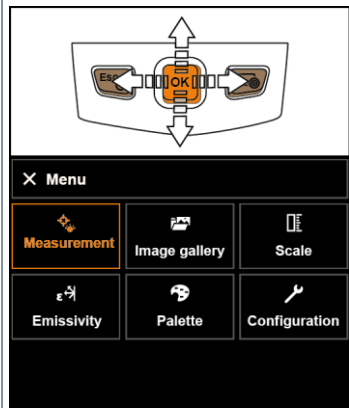 Esc
OK
× Menu
Measurement
Image gallery
Scale
ε
Emissivity
Palette
Configuration